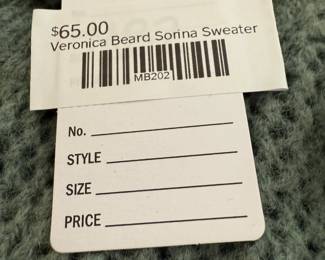 $65.00
Veronica Beard Sorina Sweater
MB202
No.
STYLE
SIZE
PRICE